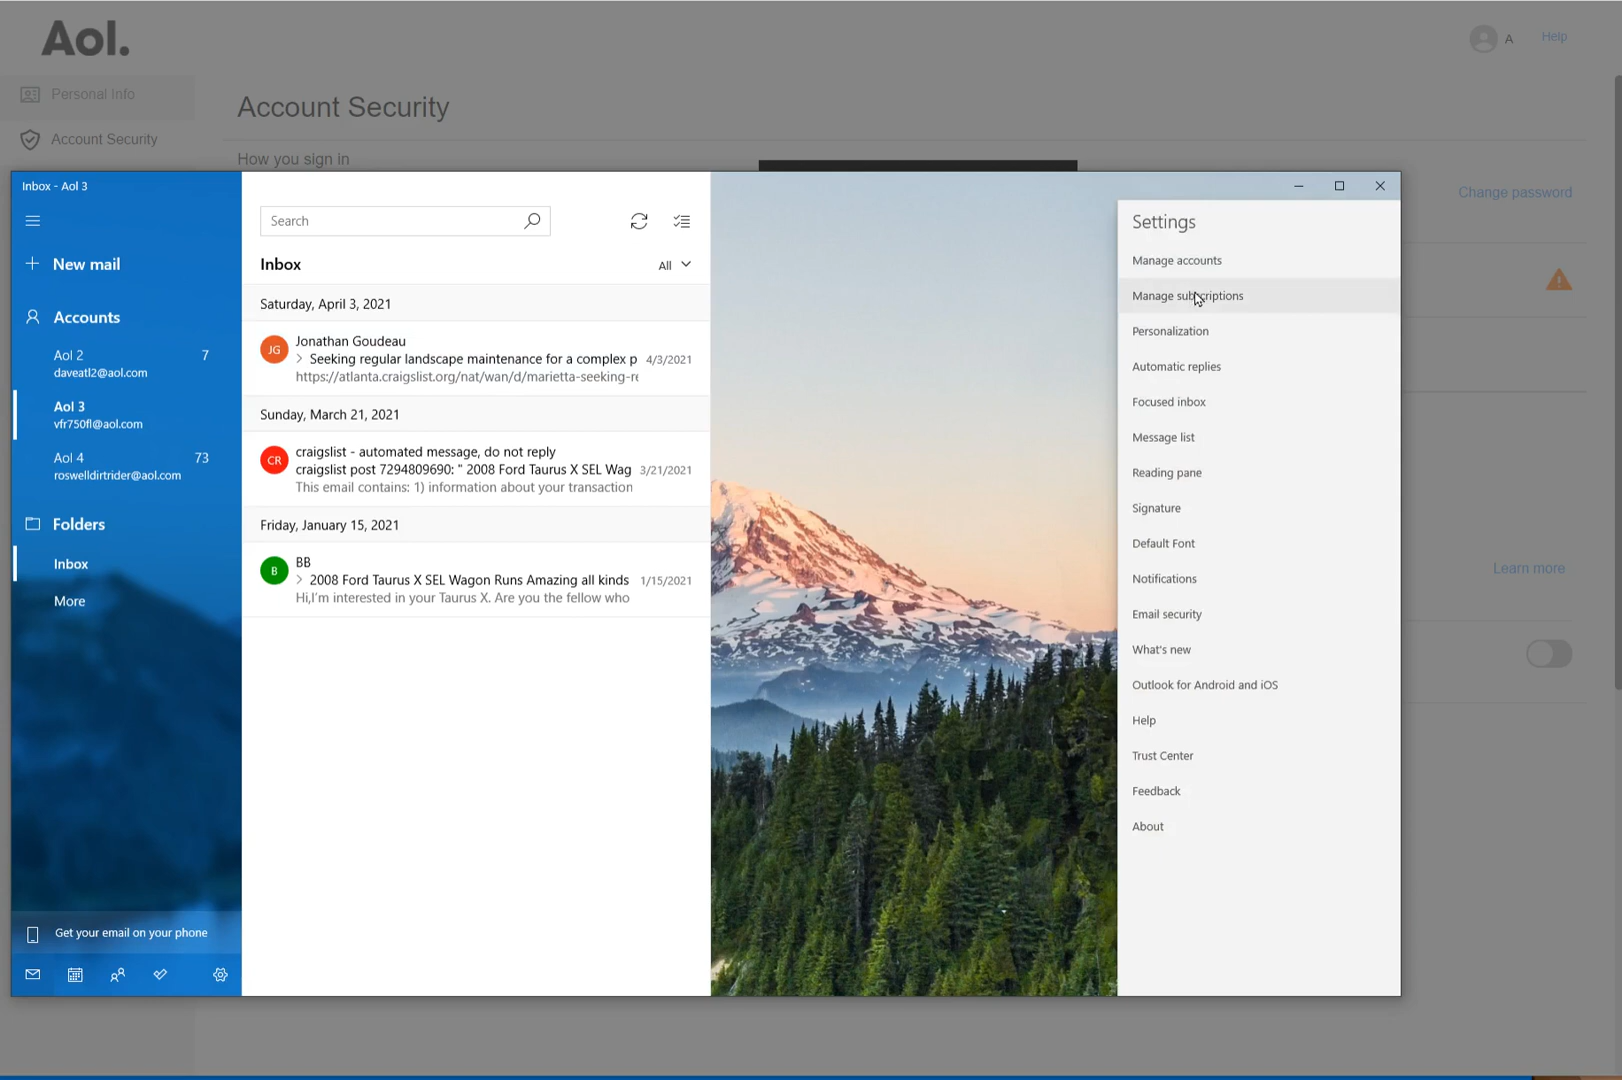 Aol.
A
Help
Personal Info
Account Security
Account Security
How you sign in
Change password
Learn more
Inbox - Aol 3
New mail
Accounts
Aol 2
7
daveatl2@aol.com
Aol 3
vfr750fl@aol.com
Aol 4
73
roswelldirtrider@aol.com
Folders
Inbox
More
Get your email on your phone
Search
Inbox
All
Saturday, April 3, 2021
JG
Jonathan Goudeau
Seeking regular landscape maintenance for a complex p
4/3/2021
https://atlanta.craigslist.org/nat/wan/d/marietta-seeking-re
Sunday, March 21, 2021
CR
craigslist - automated message, do not reply
craigslist post 7294809690: " 2008 Ford Taurus X SEL Wag
3/21/2021
This email contains: 1) information about your transaction
Friday, January 15, 2021
B
BB
2008 Ford Taurus X SEL Wagon Runs Amazing all kinds
1/15/2021
Hi,I'm interested in your Taurus X. Are you the fellow who
Settings
Manage accounts
Manage subscriptions
Personalization
Automatic replies
Focused inbox
Message list
Reading pane
Signature
Default Font
Notifications
Email security
What's new
Outlook for Android and iOS
Help
Trust Center
Feedback
About